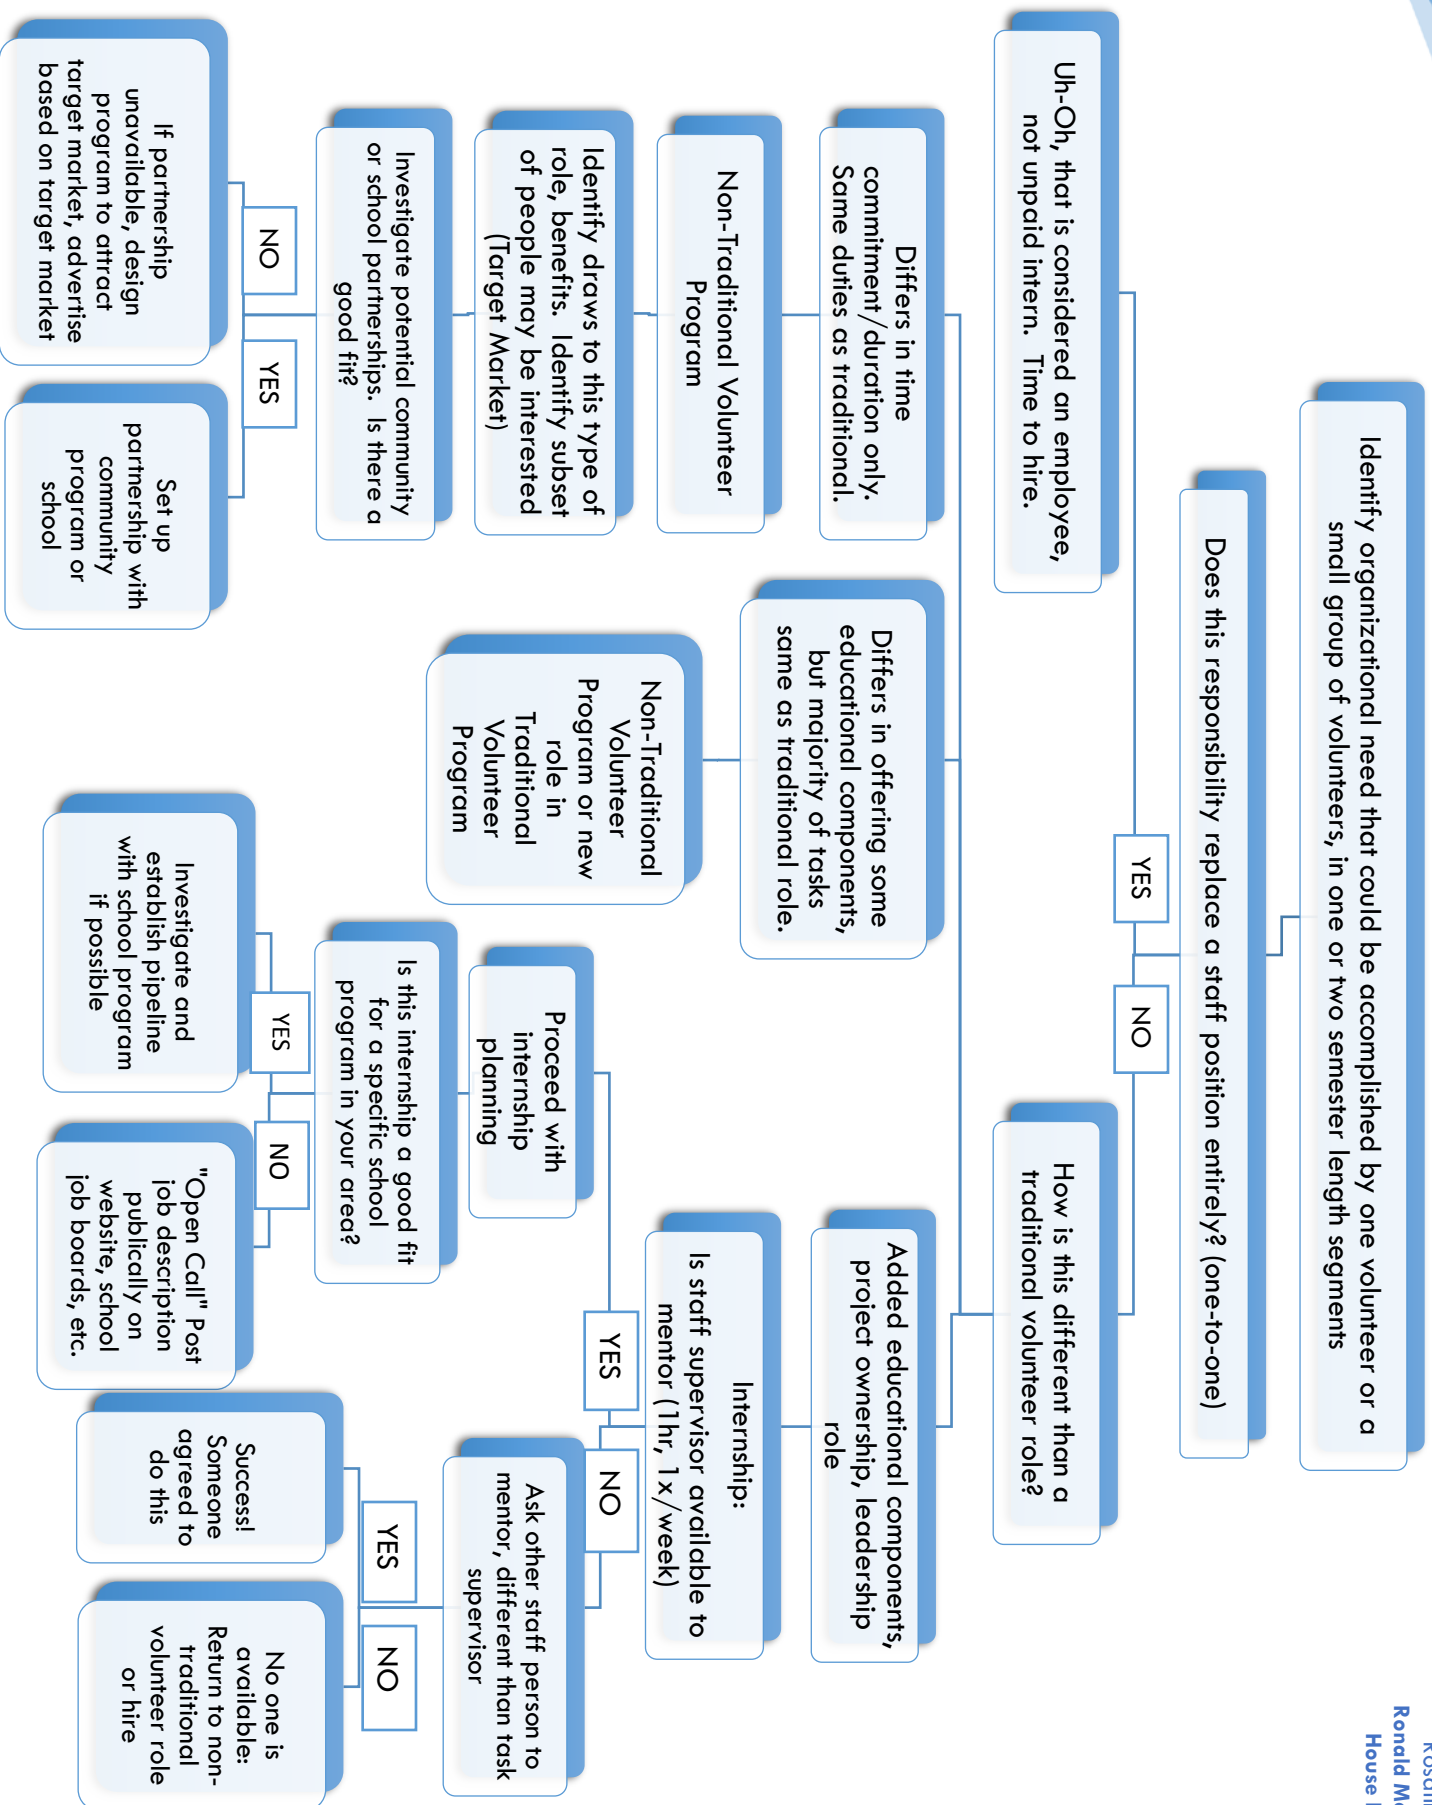 Ronald
House
Identify organizational need that could be accomplished by one volunteer or a
small group of volunteers, in one or two semester length segments
Does this responsibility replace a staff position entirely? (one-to-one)
YES
NO
Uh-Oh, that is considered an employee,
not unpaid intern.  Time to hire.
How is this different than a
traditional volunteer role?
Differs in time
commitment/duration only.
Same duties as traditional.
Non-Traditional Volunteer
Program
Identify draws to this type of
role, benefits.  Identify subset
of people may be interested
(Target Market)
Investigate potential community
or school partnerships.  Is there a
good fit?
NO
YES
If partnership
unavailable, design
program to attract
target market, advertise
based on target market
Set up
partnership with
community
program or
school
Differs in offering some
educational components,
but majority of tasks
same as traditional role.
Non-Traditional
Volunteer
Program or new
role in
Traditional
Volunteer
Program
Added educational components,
project ownership, leadership
role
Internship:
Is staff supervisor available to
mentor (1hr, 1x/week)
YES
NO
Proceed with
internship
planning
Is this internship a good fit
for a specific school
program in your area?
YES
NO
Investigate and
establish pipeline
with school program
if possible
"Open Call" Post
job description
publically on
website, school
job boards, etc.
Ask other staff person to
mentor, different than task
supervisor
YES
NO
Success!
Someone
agreed to
do this
No one is
available:
Return to non-
traditional
volunteer role
or hire